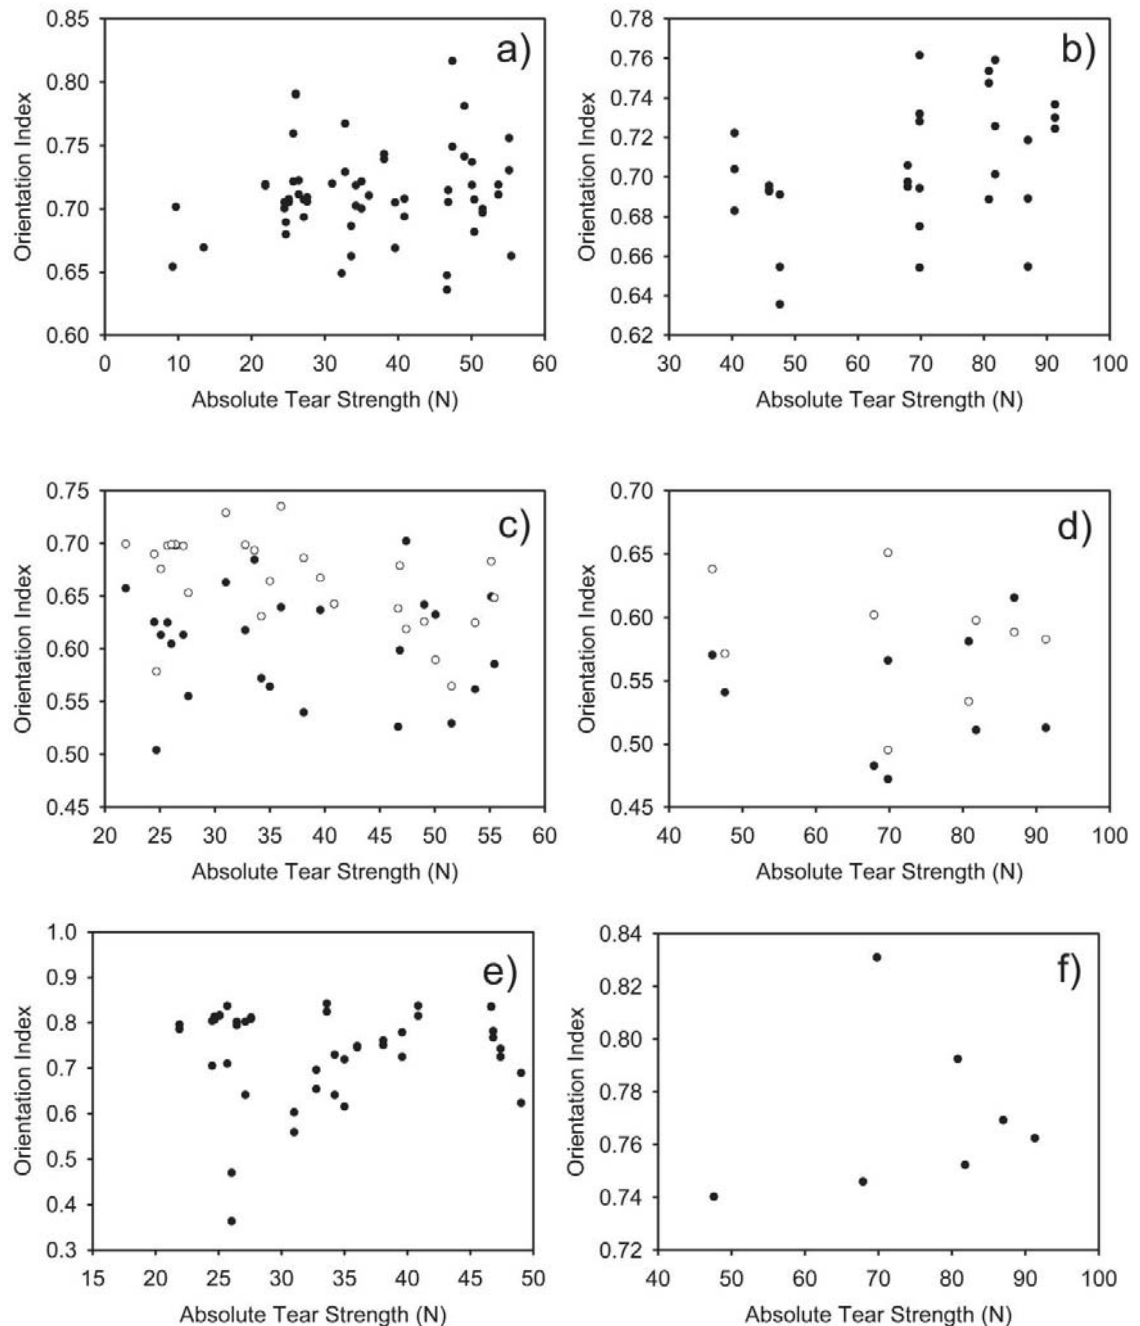 a)
Orientation Index
0.85
0.80
0.75
0.70
0.65
0.60
0 10 20 30 40 50 60
Absolute Tear Strength (N)
b)
Orientation Index
0.78
0.76
0.74
0.72
0.70
0.68
0.66
0.64
0.62
30 40 50 60 70 80 90 100
Absolute Tear Strength (N)
c)
Orientation Index
0.75
0.70
0.65
0.60
0.55
0.50
0.45
20 25 30 35 40 45 50 55 60
Absolute Tear Strength (N)
d)
Orientation Index
0.70
0.65
0.60
0.55
0.50
0.45
40 50 60 70 80 90 100
Absolute Tear Strength (N)
e)
Orientation Index
1.0
0.9
0.8
0.7
0.6
0.5
0.4
0.3
15 20 25 30 35 40 45 50
Absolute Tear Strength (N)
f)
Orientation Index
0.84
0.82
0.80
0.78
0.76
0.74
0.72
40 50 60 70 80 90 100
Absolute Tear Strength (N)